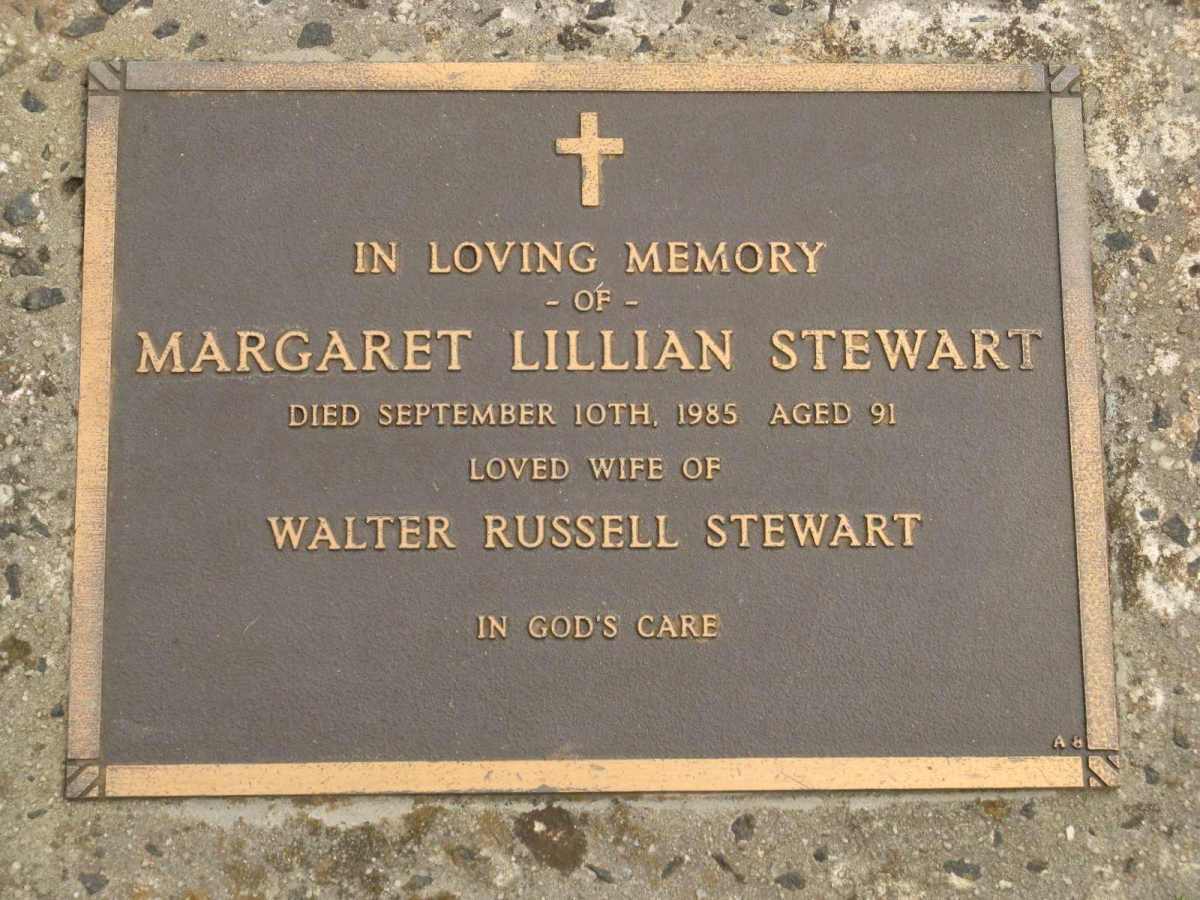 IN LOVING MEMORY
- OF -
MARGARET LILLIAN STEWART
DIED SEPTEMBER 10TH, 1985 AGED 91
LOVED WIFE OF
WALTER RUSSELL STEWART
IN GOD'S CARE
A 8